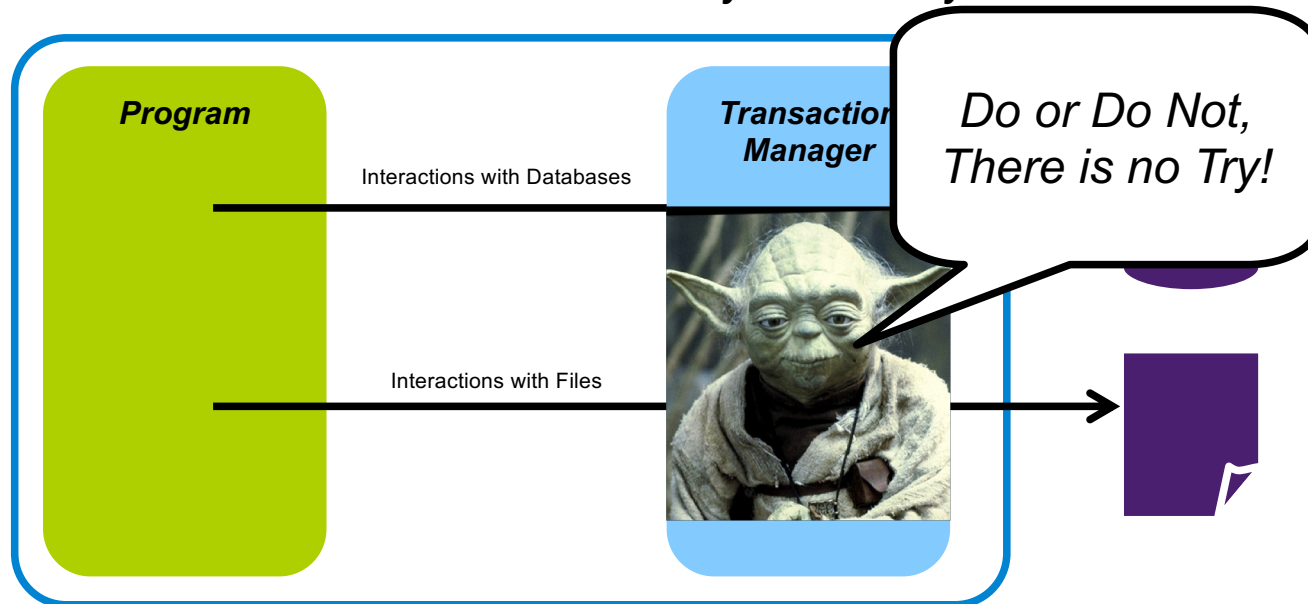 Program
Transaction
Manager
Do or Do Not,
There is no Try!
Interactions with Databases
Interactions with Files